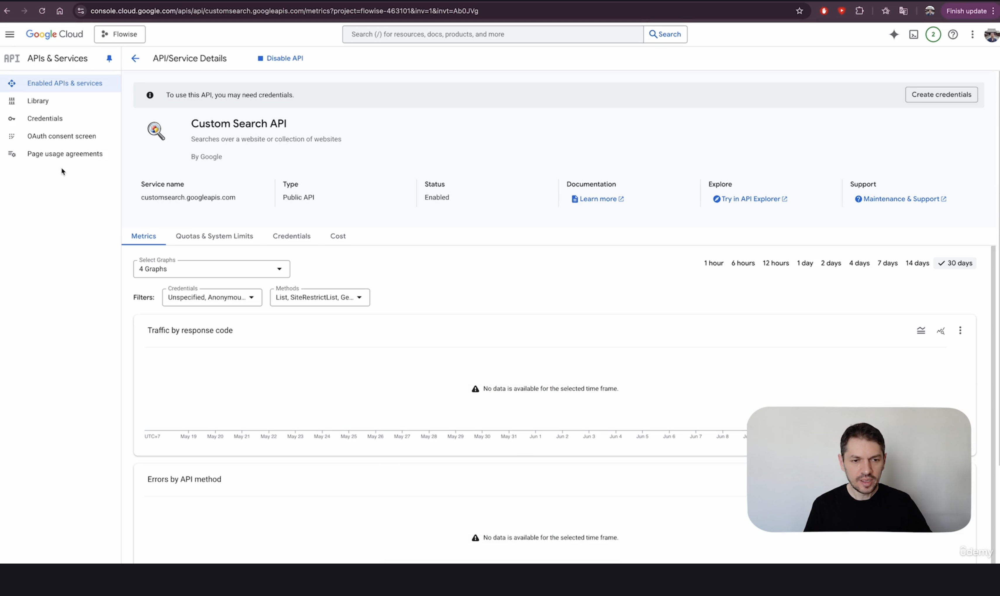 console.cloud.google.com/apis/api/customsearch.googleapis.com/metrics?project=flowise-463101&inv=1&invt=Ab0JVg
Finish update
Google Cloud
Flowise
Search (/) for resources, docs, products, and more
Search
2
API
APIs & Services
API/Service Details
Disable API
Enabled APIs & services
Library
Credentials
OAuth consent screen
Page usage agreements
To use this API, you may need credentials.
Create credentials
Custom Search API
Searches over a website or collection of websites
By Google
Service name
customsearch.googleapis.com
Type
Public API
Status
Enabled
Documentation
Learn more
Explore
Try in API Explorer
Support
Maintenance & Support
Metrics Quotas & System Limits Credentials Cost
Select Graphs
4 Graphs
1 hour 6 hours 12 hours 1 day 2 days 4 days 7 days 14 days 30 days
Filters:
Credentials
Unspecified, Anonymou...
Methods
List, SiteRestrictList, Ge...
Traffic by response code
No data is available for the selected time frame.
UTC+7 May 19 May 20 May 21 May 22 May 23 May 24 May 25 May 26 May 27 May 28 May 29 May 30 May 31 Jun 1 Jun 2 Jun 3 Jun 4 Jun 5 Jun 6 Jun 7 Jun 8
Errors by API method
No data is available for the selected time frame.
udemy